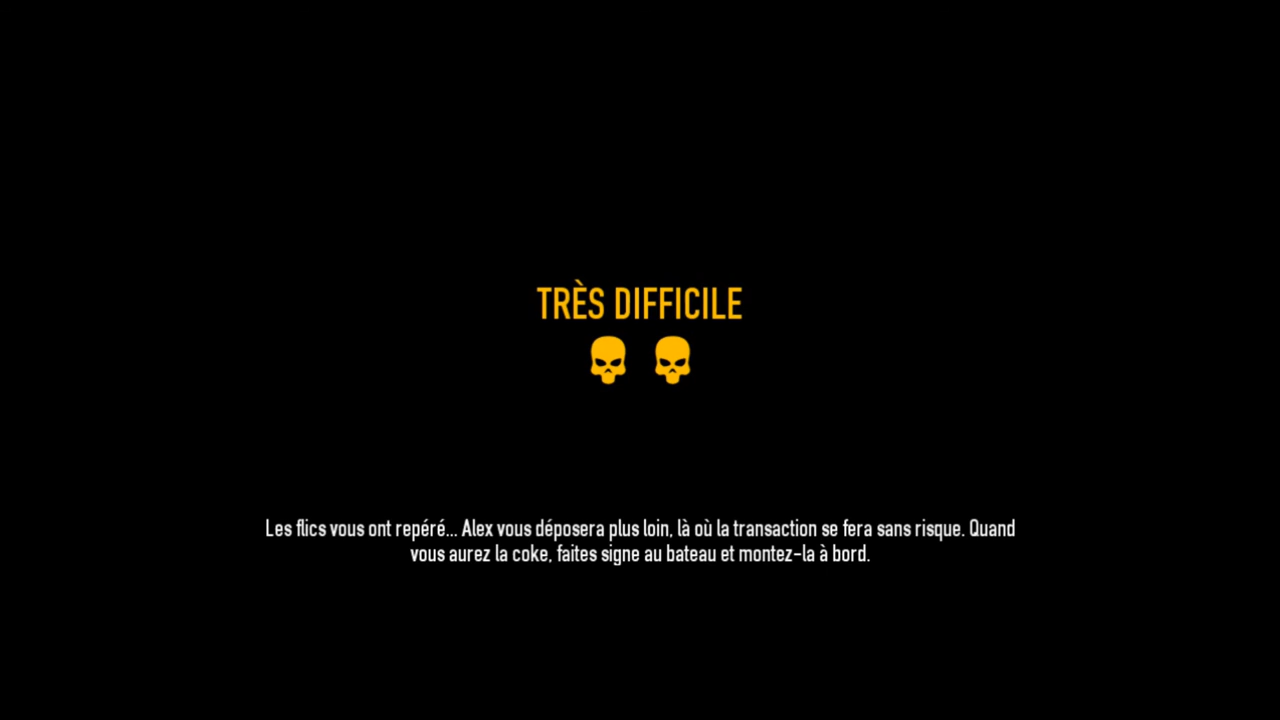 TRÈS DIFFICILE
Les flics vous ont repéré... Alex vous déposera plus loin, là où la transaction se fera sans risque. Quand
vous aurez la coke, faites signe au bateau et montez-la à bord.